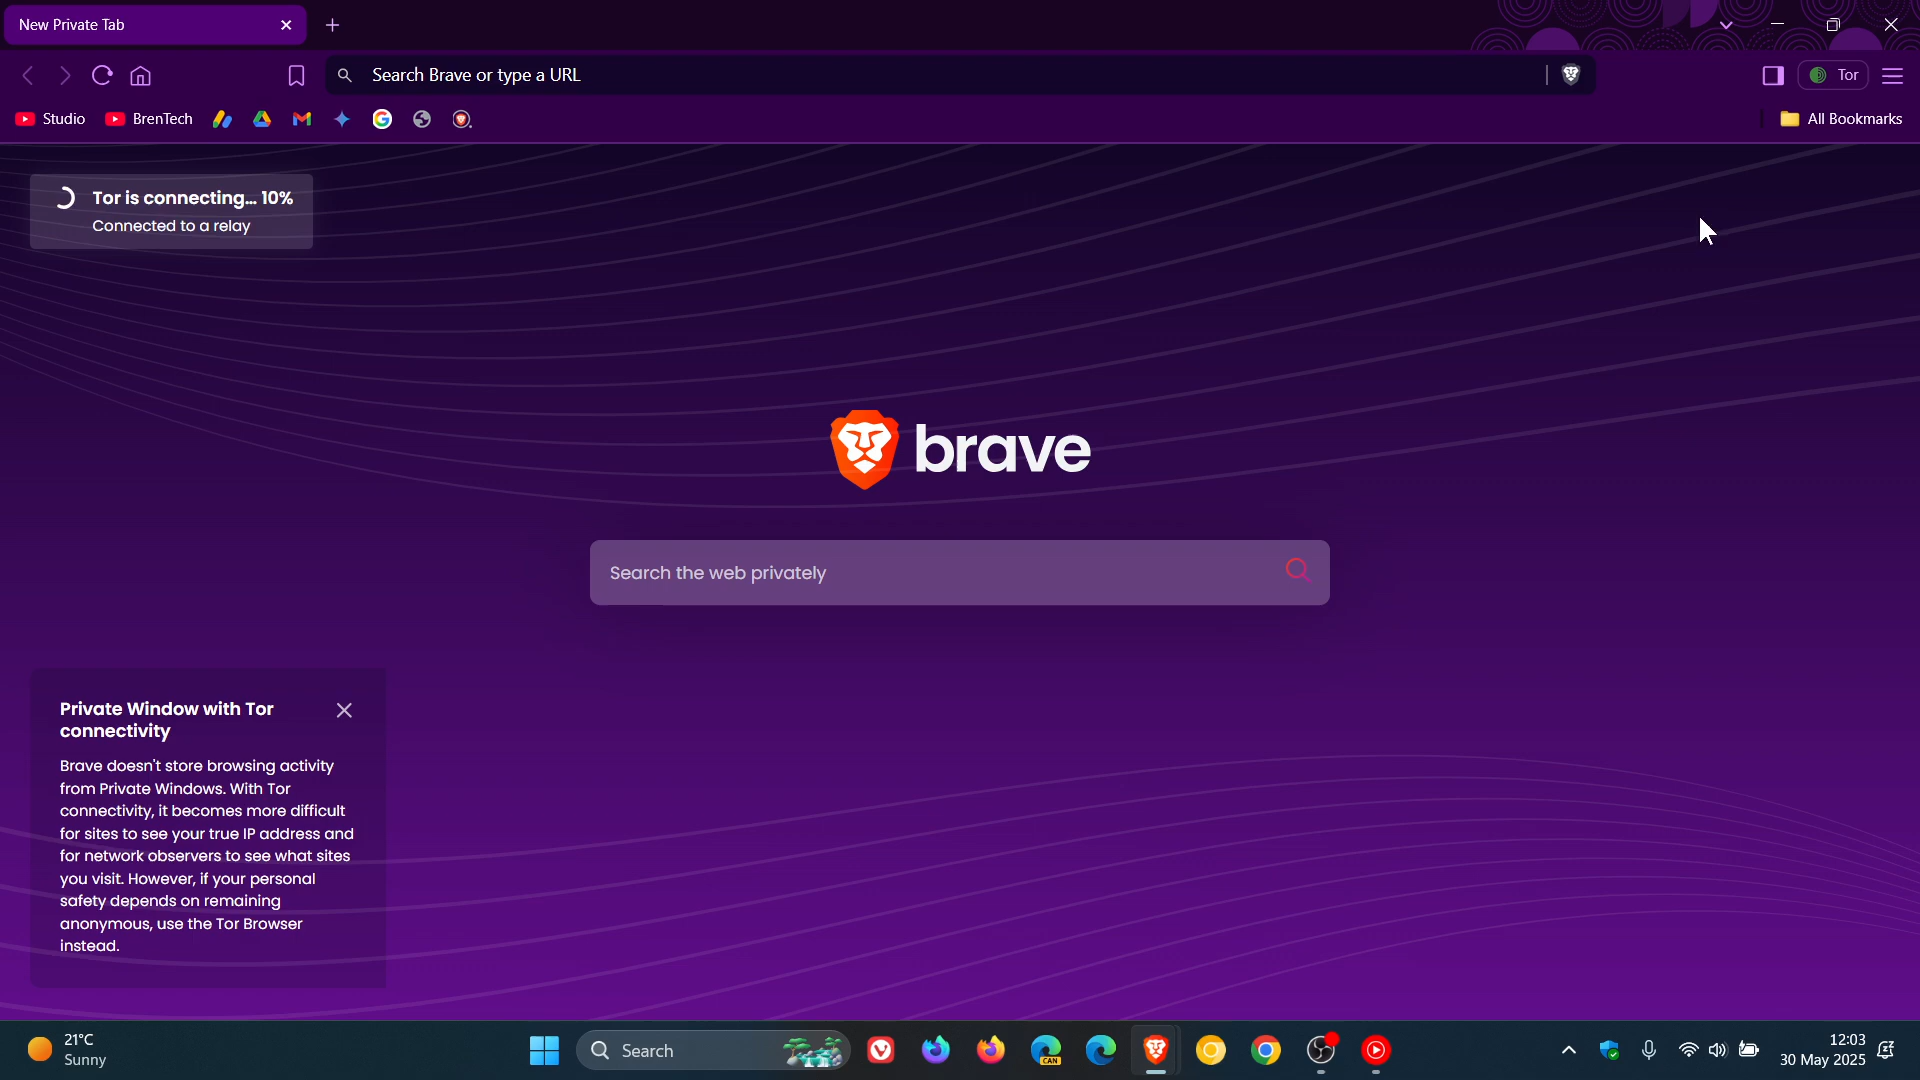 New Private Tab
Search Brave or type a URL
Tor
Studio
BrenTech
All Bookmarks
Tor is connecting... 10%
Connected to a relay
brave
Search the web privately
Private Window with Tor
connectivity
Brave doesn't store browsing activity
from Private Windows. With Tor
connectivity, it becomes more difficult
for sites to see your true IP address and
for network observers to see what sites
you visit. However, if your personal
safety depends on remaining
anonymous, use the Tor Browser
instead.
21°C
Sunny
Search
CAN
12:03
30 May 2025